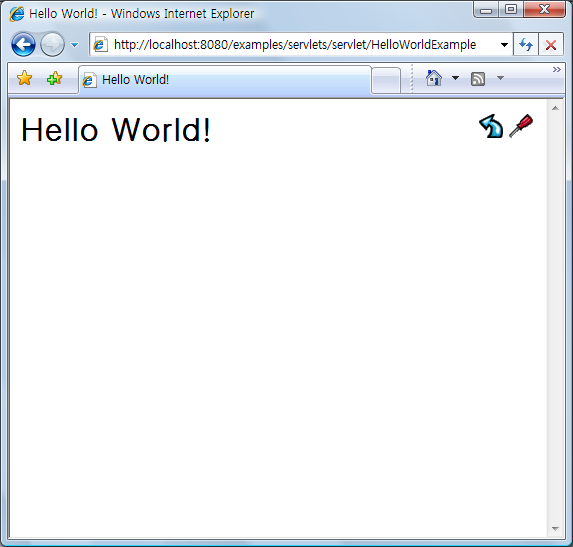 Hello World! - Windows Internet Explorer
http://localhost:8080/examples/servlets/servlet/HelloWorldExample
Hello World!
Hello World!